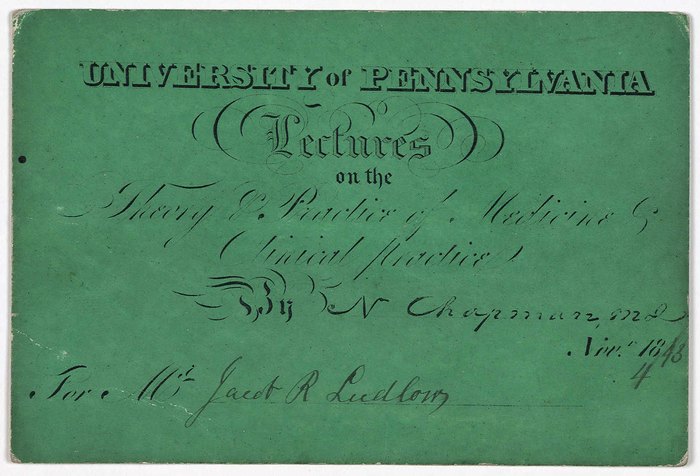 UNIVERSITY of PENNSYLVANIA
Lectures
on the
Theory & Practice of Medicine &
Clinical practice
By N Chapman, MD
Nov.r 1843
4
For Mr. Jacob R Ludlow